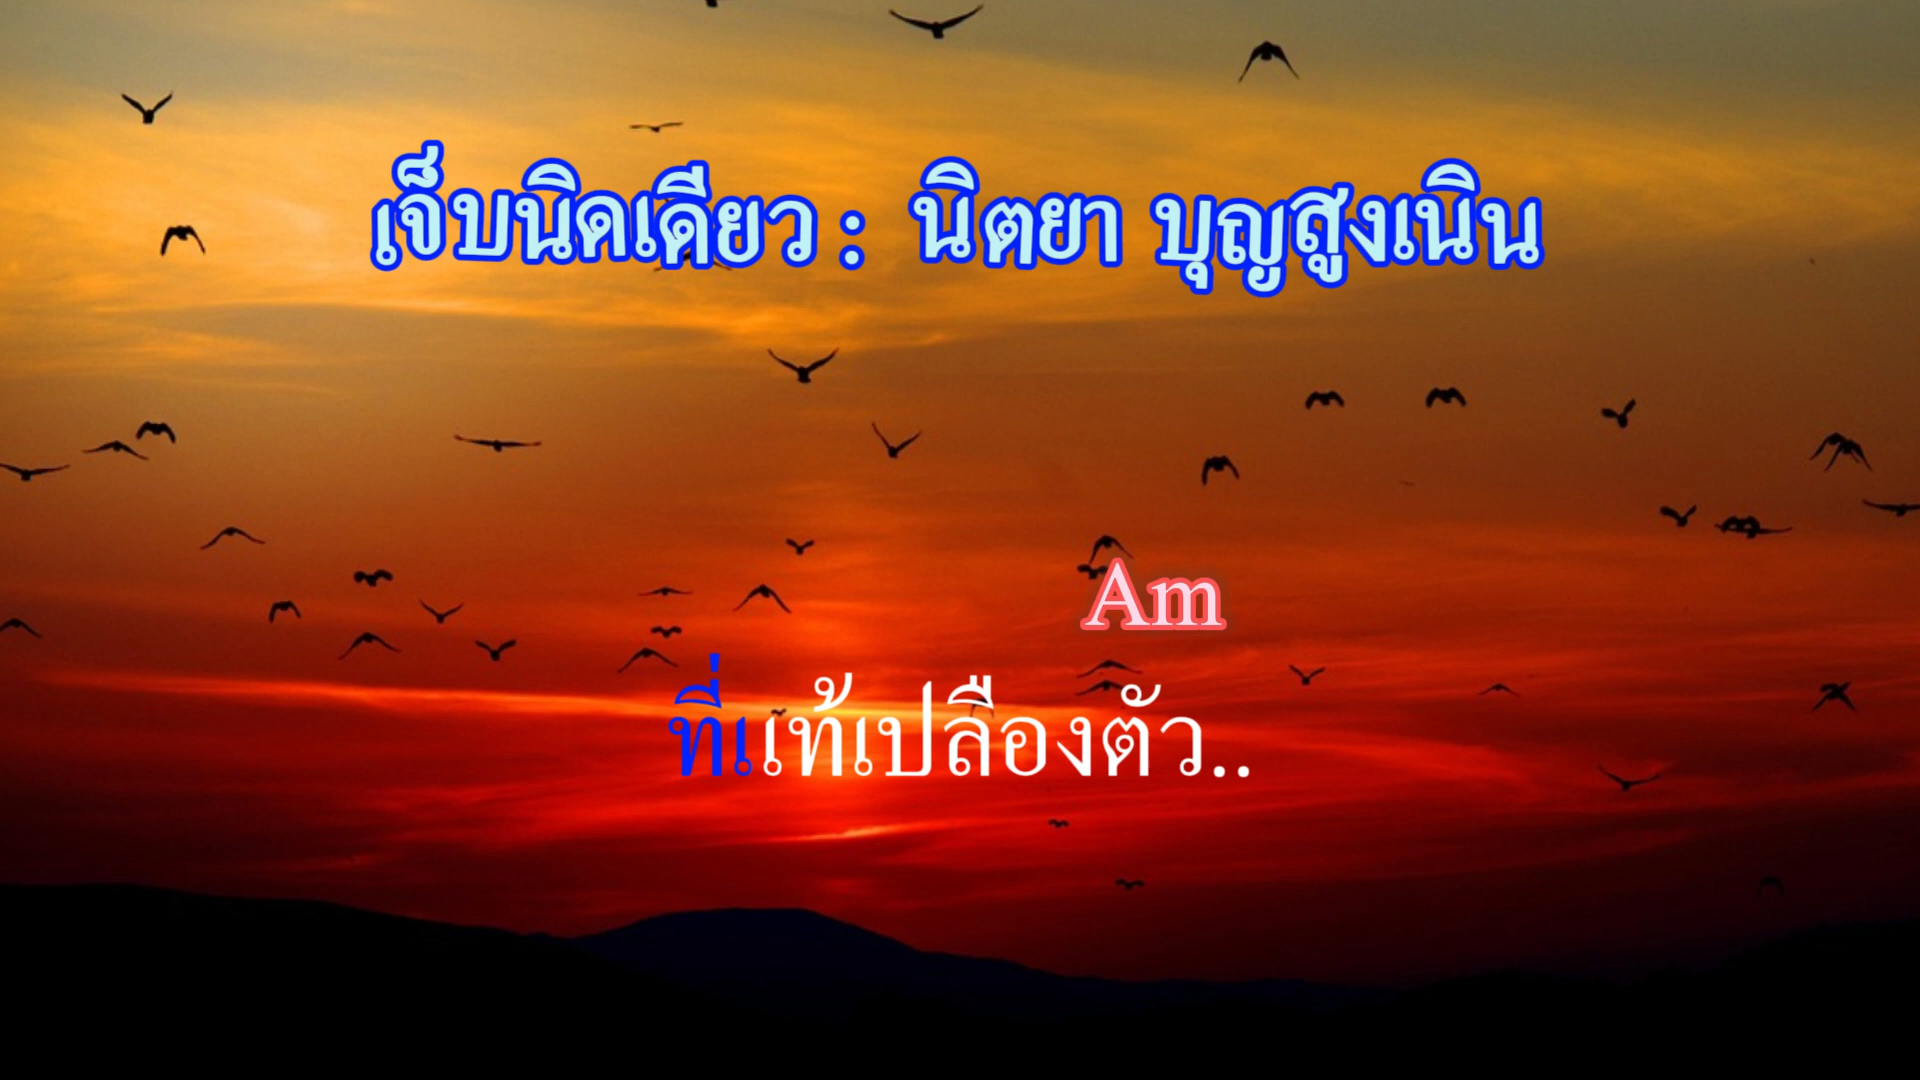 เจ็บนิดเดียว : นิตยา บุญสูงเนิน
Am
ที่แท้เปลืองตัว..